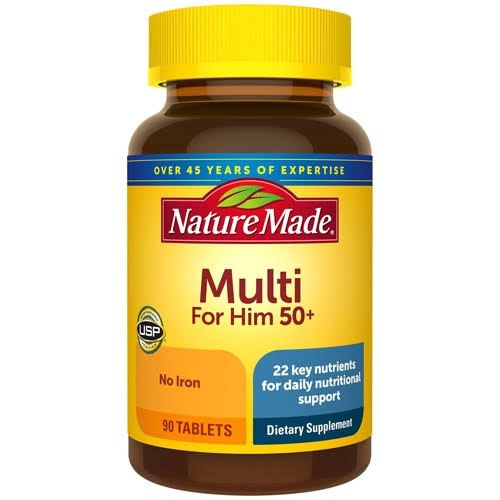 OVER 45 YEARS OF EXPERTISE
Nature Made
Multi
For Him 50+
USP
No Iron
90 TABLETS
22 key nutrients
for daily nutritional
support
Dietary Supplement